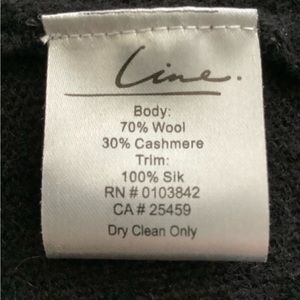 Line.
Body:
70% Wool
30% Cashmere
Trim:
100% Silk
RN # 0103842
CA # 25459
Dry Clean Only